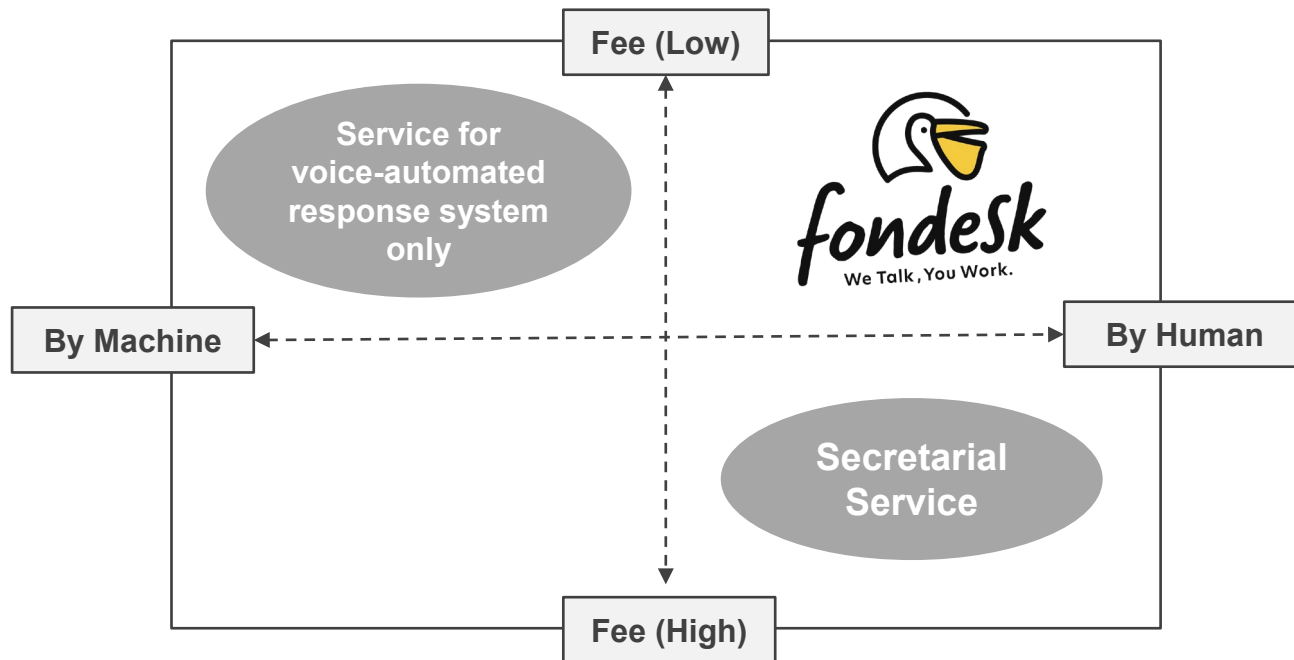 Fee (Low)
Service for
voice-automated
response system
only
fondesk
We Talk, You Work.
By Machine
By Human
Secretarial
Service
Fee (High)